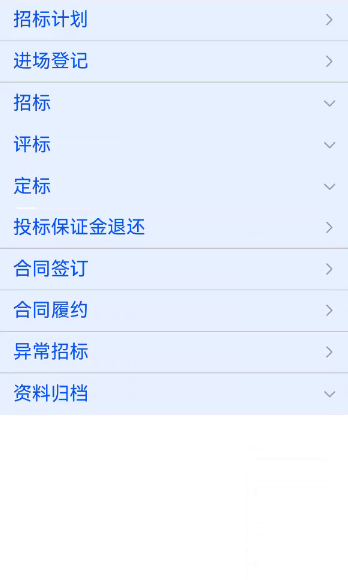 招标计划
进场登记
招标
评标
定标
投标保证金退还
合同签订
合同履约
异常招标
资料归档